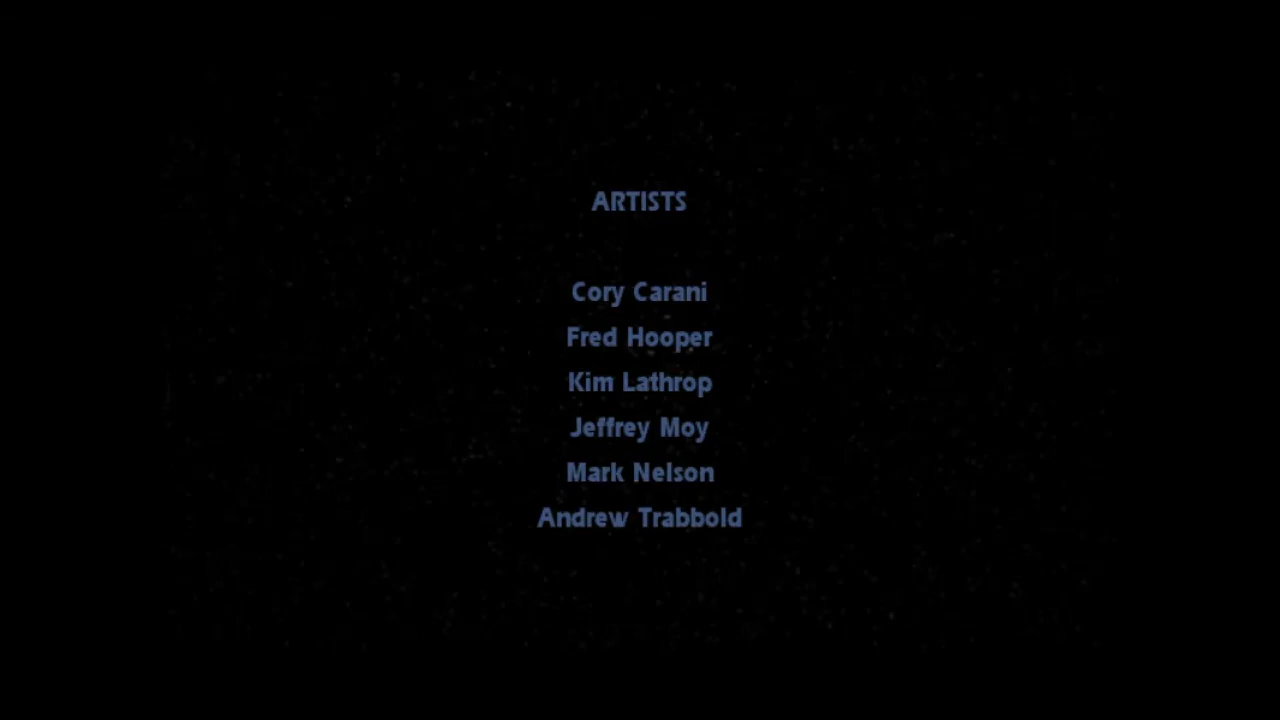 ARTISTS
Cory Carani
Fred Hooper
Kim Lathrop
Jeffrey Moy
Mark Nelson
Andrew Trabbold